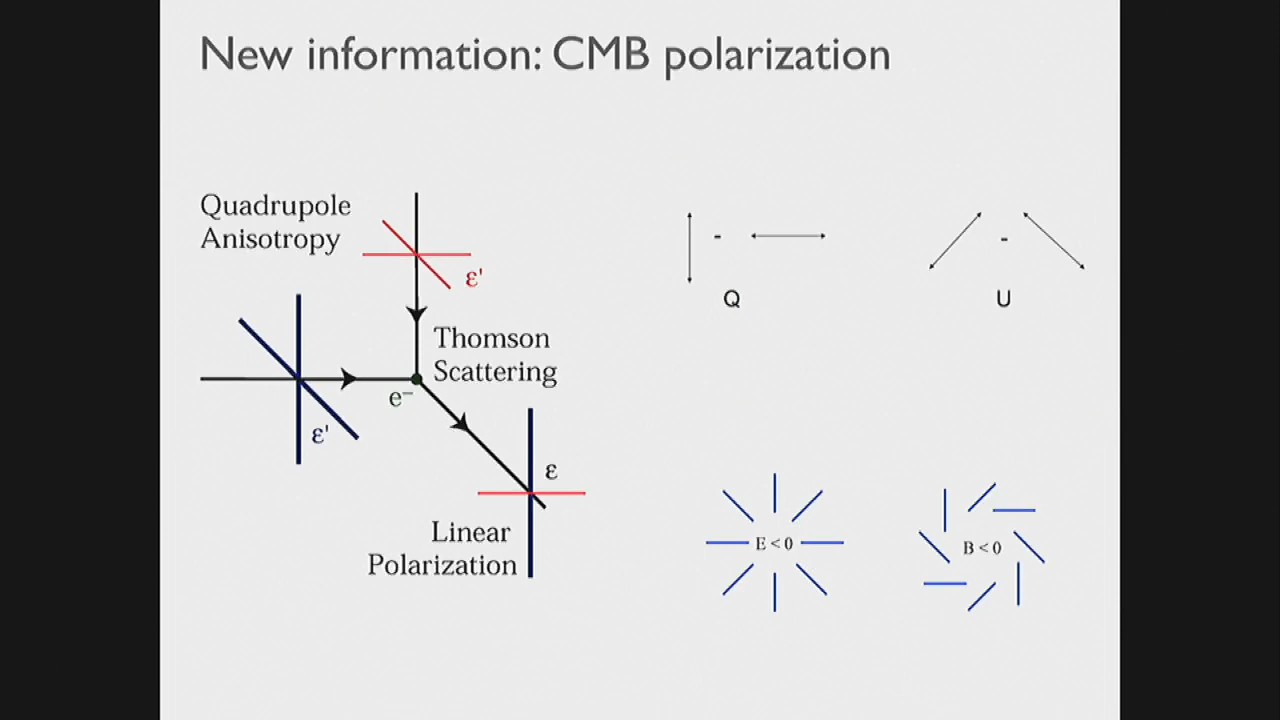 New information: CMB polarization
Quadrupole
Anisotropy
ε'
Thomson
Scattering
e⁻
ε'
ε
Linear
Polarization
-
Q
-
U
E < 0
B < 0